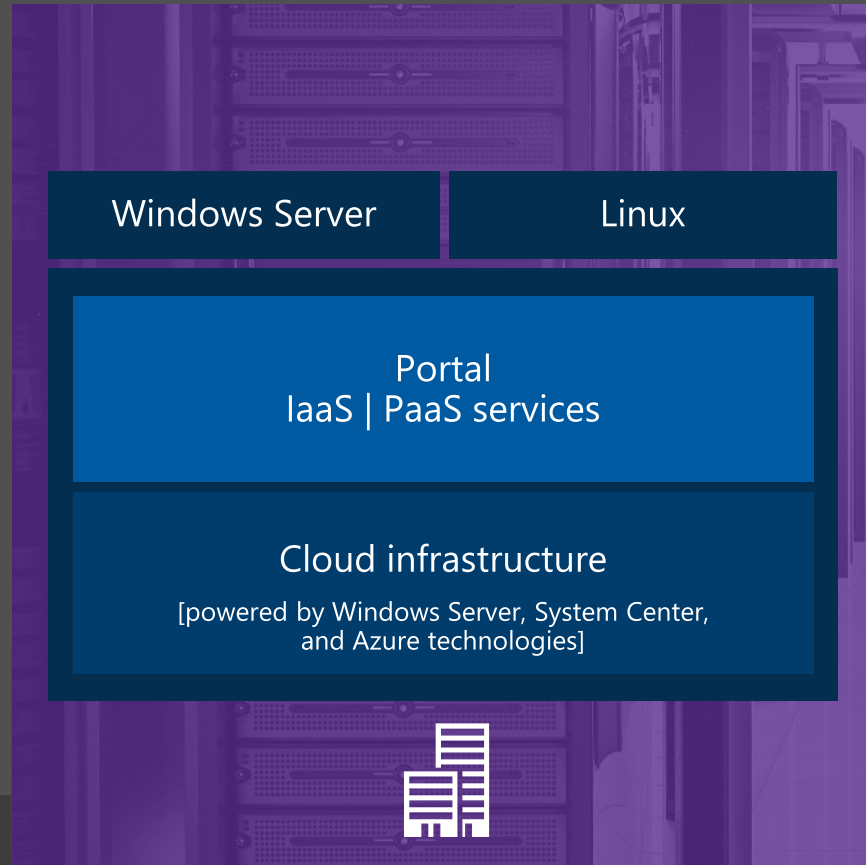 Windows Server
Linux
Portal
IaaS | PaaS services
Cloud infrastructure
[powered by Windows Server, System Center,
and Azure technologies]